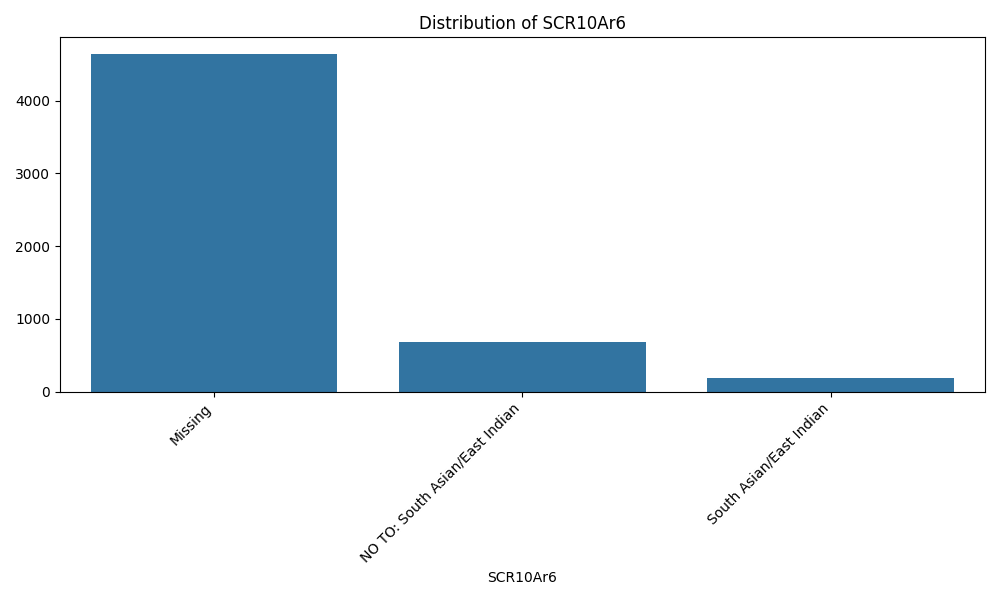 Distribution of SCR10Ar6
4000
3000
2000
1000
0
Missing
NO TO: South Asian/East Indian
South Asian/East Indian
SCR10Ar6